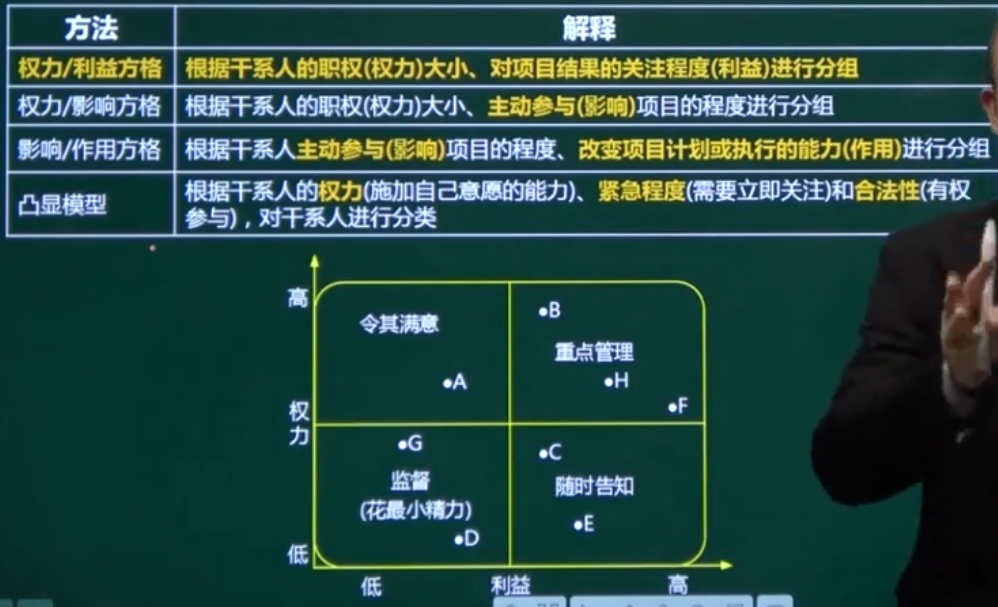 方法 解释
权力/利益方格 根据干系人的职权(权力)大小、对项目结果的关注程度(利益)进行分组
权力/影响方格 根据干系人的职权(权力)大小、主动参与(影响)项目的程度进行分组
影响/作用方格 根据干系人主动参与(影响)项目的程度、改变项目计划或执行的能力(作用)进行分组
凸显模型 根据干系人的权力(施加自己意愿的能力)、紧急程度(需要立即关注)和合法性(有权
参与)，对干系人进行分类
高
令其满意
B
重点管理
A
H
F
权
力
G
C
监督
随时告知
(花最小精力)
E
D
低
低 利益 高